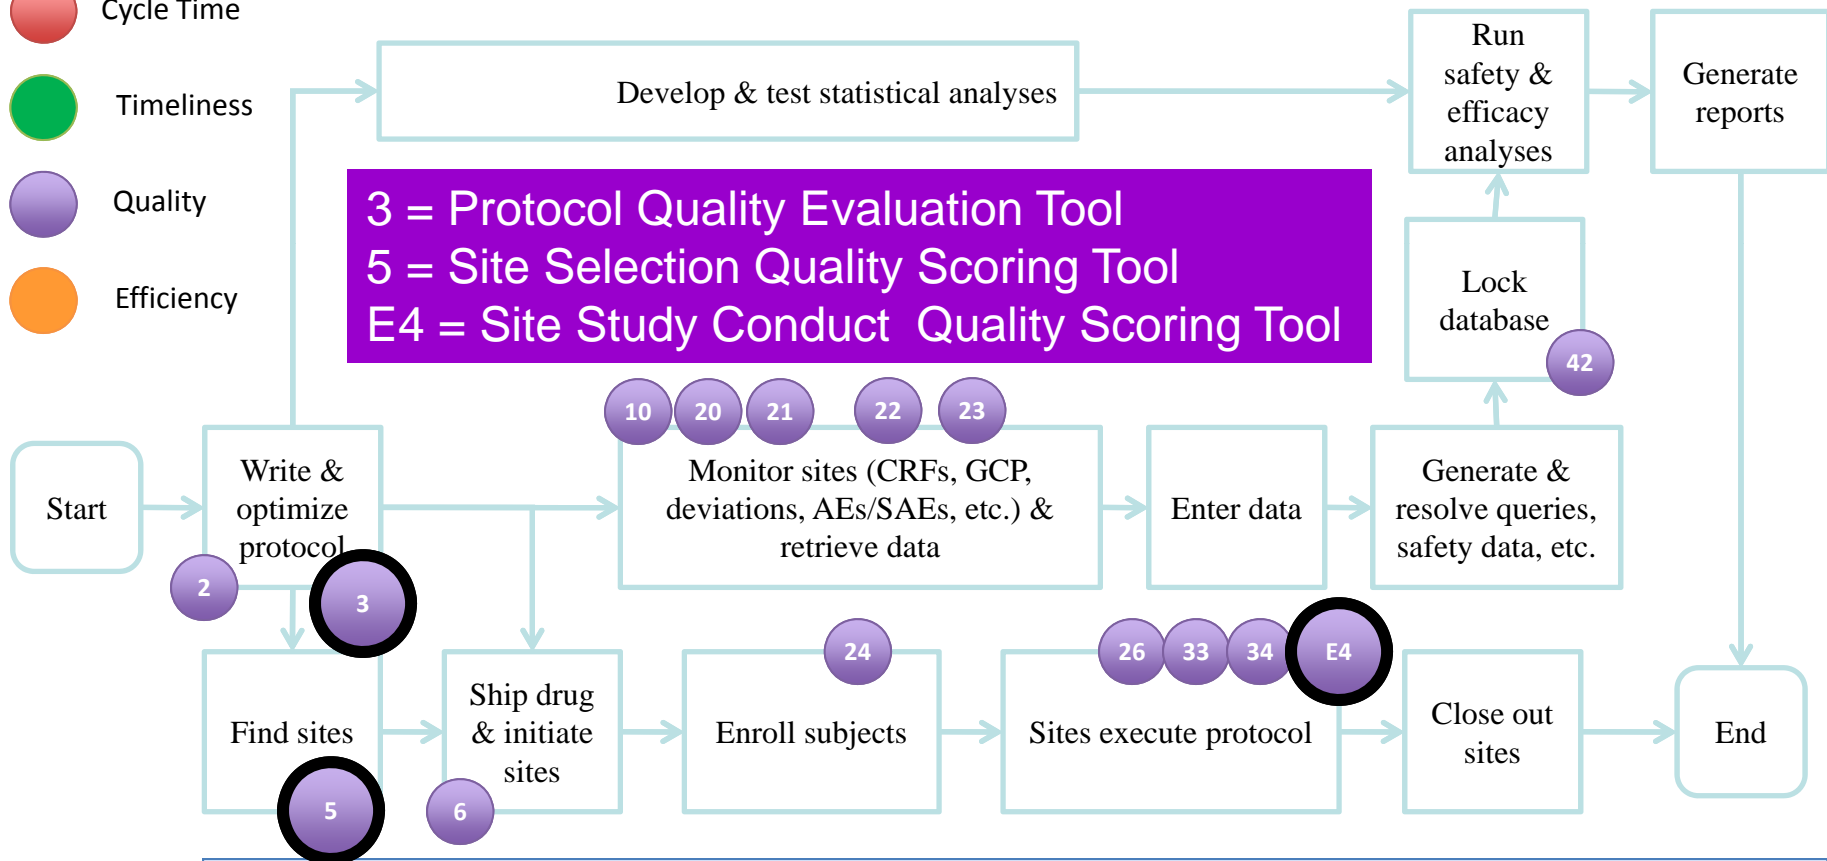 Cycle Time
Timeliness
Quality
Efficiency
Develop & test statistical analyses
Run
safety &
efficacy
analyses
Generate
reports
3 = Protocol Quality Evaluation Tool
5 = Site Selection Quality Scoring Tool
E4 = Site Study Conduct  Quality Scoring Tool
Lock
database
42
10
20
21
22
23
Start
Write &
optimize
protocol
2
3
Monitor sites (CRFs, GCP,
deviations, AEs/SAEs, etc.) &
retrieve data
Enter data
Generate &
resolve queries,
safety data, etc.
24
26
33
34
E4
Find sites
5
Ship drug
& initiate
sites
6
Enroll subjects
Sites execute protocol
Close out
sites
End